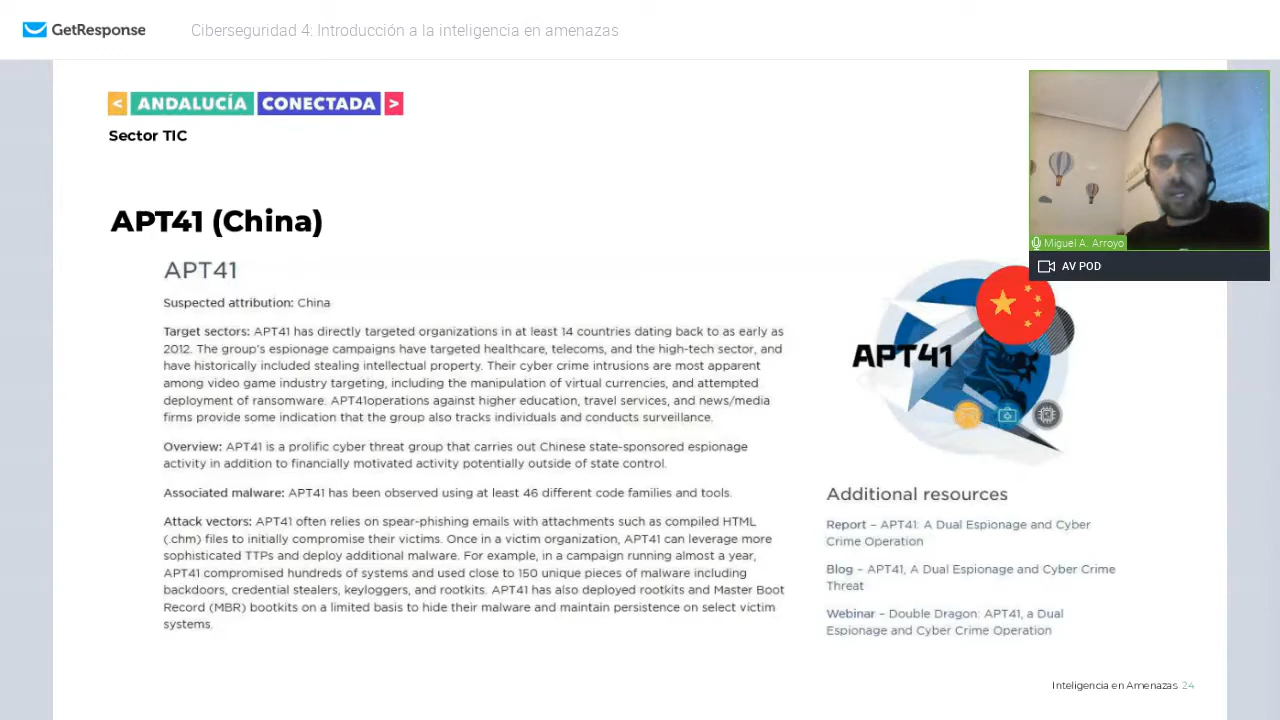 GetResponse
Ciberseguridad 4: Introducción a la inteligencia en amenazas
< ANDALUCÍA CONECTADA >
Sector TIC
Miguel A. Arroyo
AV POD
APT41 (China)
APT41
Suspected attribution: China
Target sectors: APT41 has directly targeted organizations in at least 14 countries dating back to as early as
2012. The group's espionage campaigns have targeted healthcare, telecoms, and the high-tech sector, and
have historically included stealing intellectual property. Their cyber crime intrusions are most apparent
among video game industry targeting, including the manipulation of virtual currencies, and attempted
deployment of ransomware. APT41operations against higher education, travel services, and news/media
firms provide some indication that the group also tracks individuals and conducts surveillance.
Overview: APT41 is a prolific cyber threat group that carries out Chinese state-sponsored espionage
activity in addition to financially motivated activity potentially outside of state control.
Associated malware: APT41 has been observed using at least 46 different code families and tools.
Attack vectors: APT41 often relies on spear-phishing emails with attachments such as compiled HTML
(.chm) files to initially compromise their victims. Once in a victim organization, APT41 can leverage more
sophisticated TTPs and deploy additional malware. For example, in a campaign running almost a year,
APT41 compromised hundreds of systems and used close to 150 unique pieces of malware including
backdoors, credential stealers, keyloggers, and rootkits. APT41 has also deployed rootkits and Master Boot
Record (MBR) bootkits on a limited basis to hide their malware and maintain persistence on select victim
systems.
APT41
Additional resources
Report – APT41: A Dual Espionage and Cyber
Crime Operation
Blog – APT41, A Dual Espionage and Cyber Crime
Threat
Webinar – Double Dragon: APT41, a Dual
Espionage and Cyber Crime Operation
Inteligencia en Amenazas 24